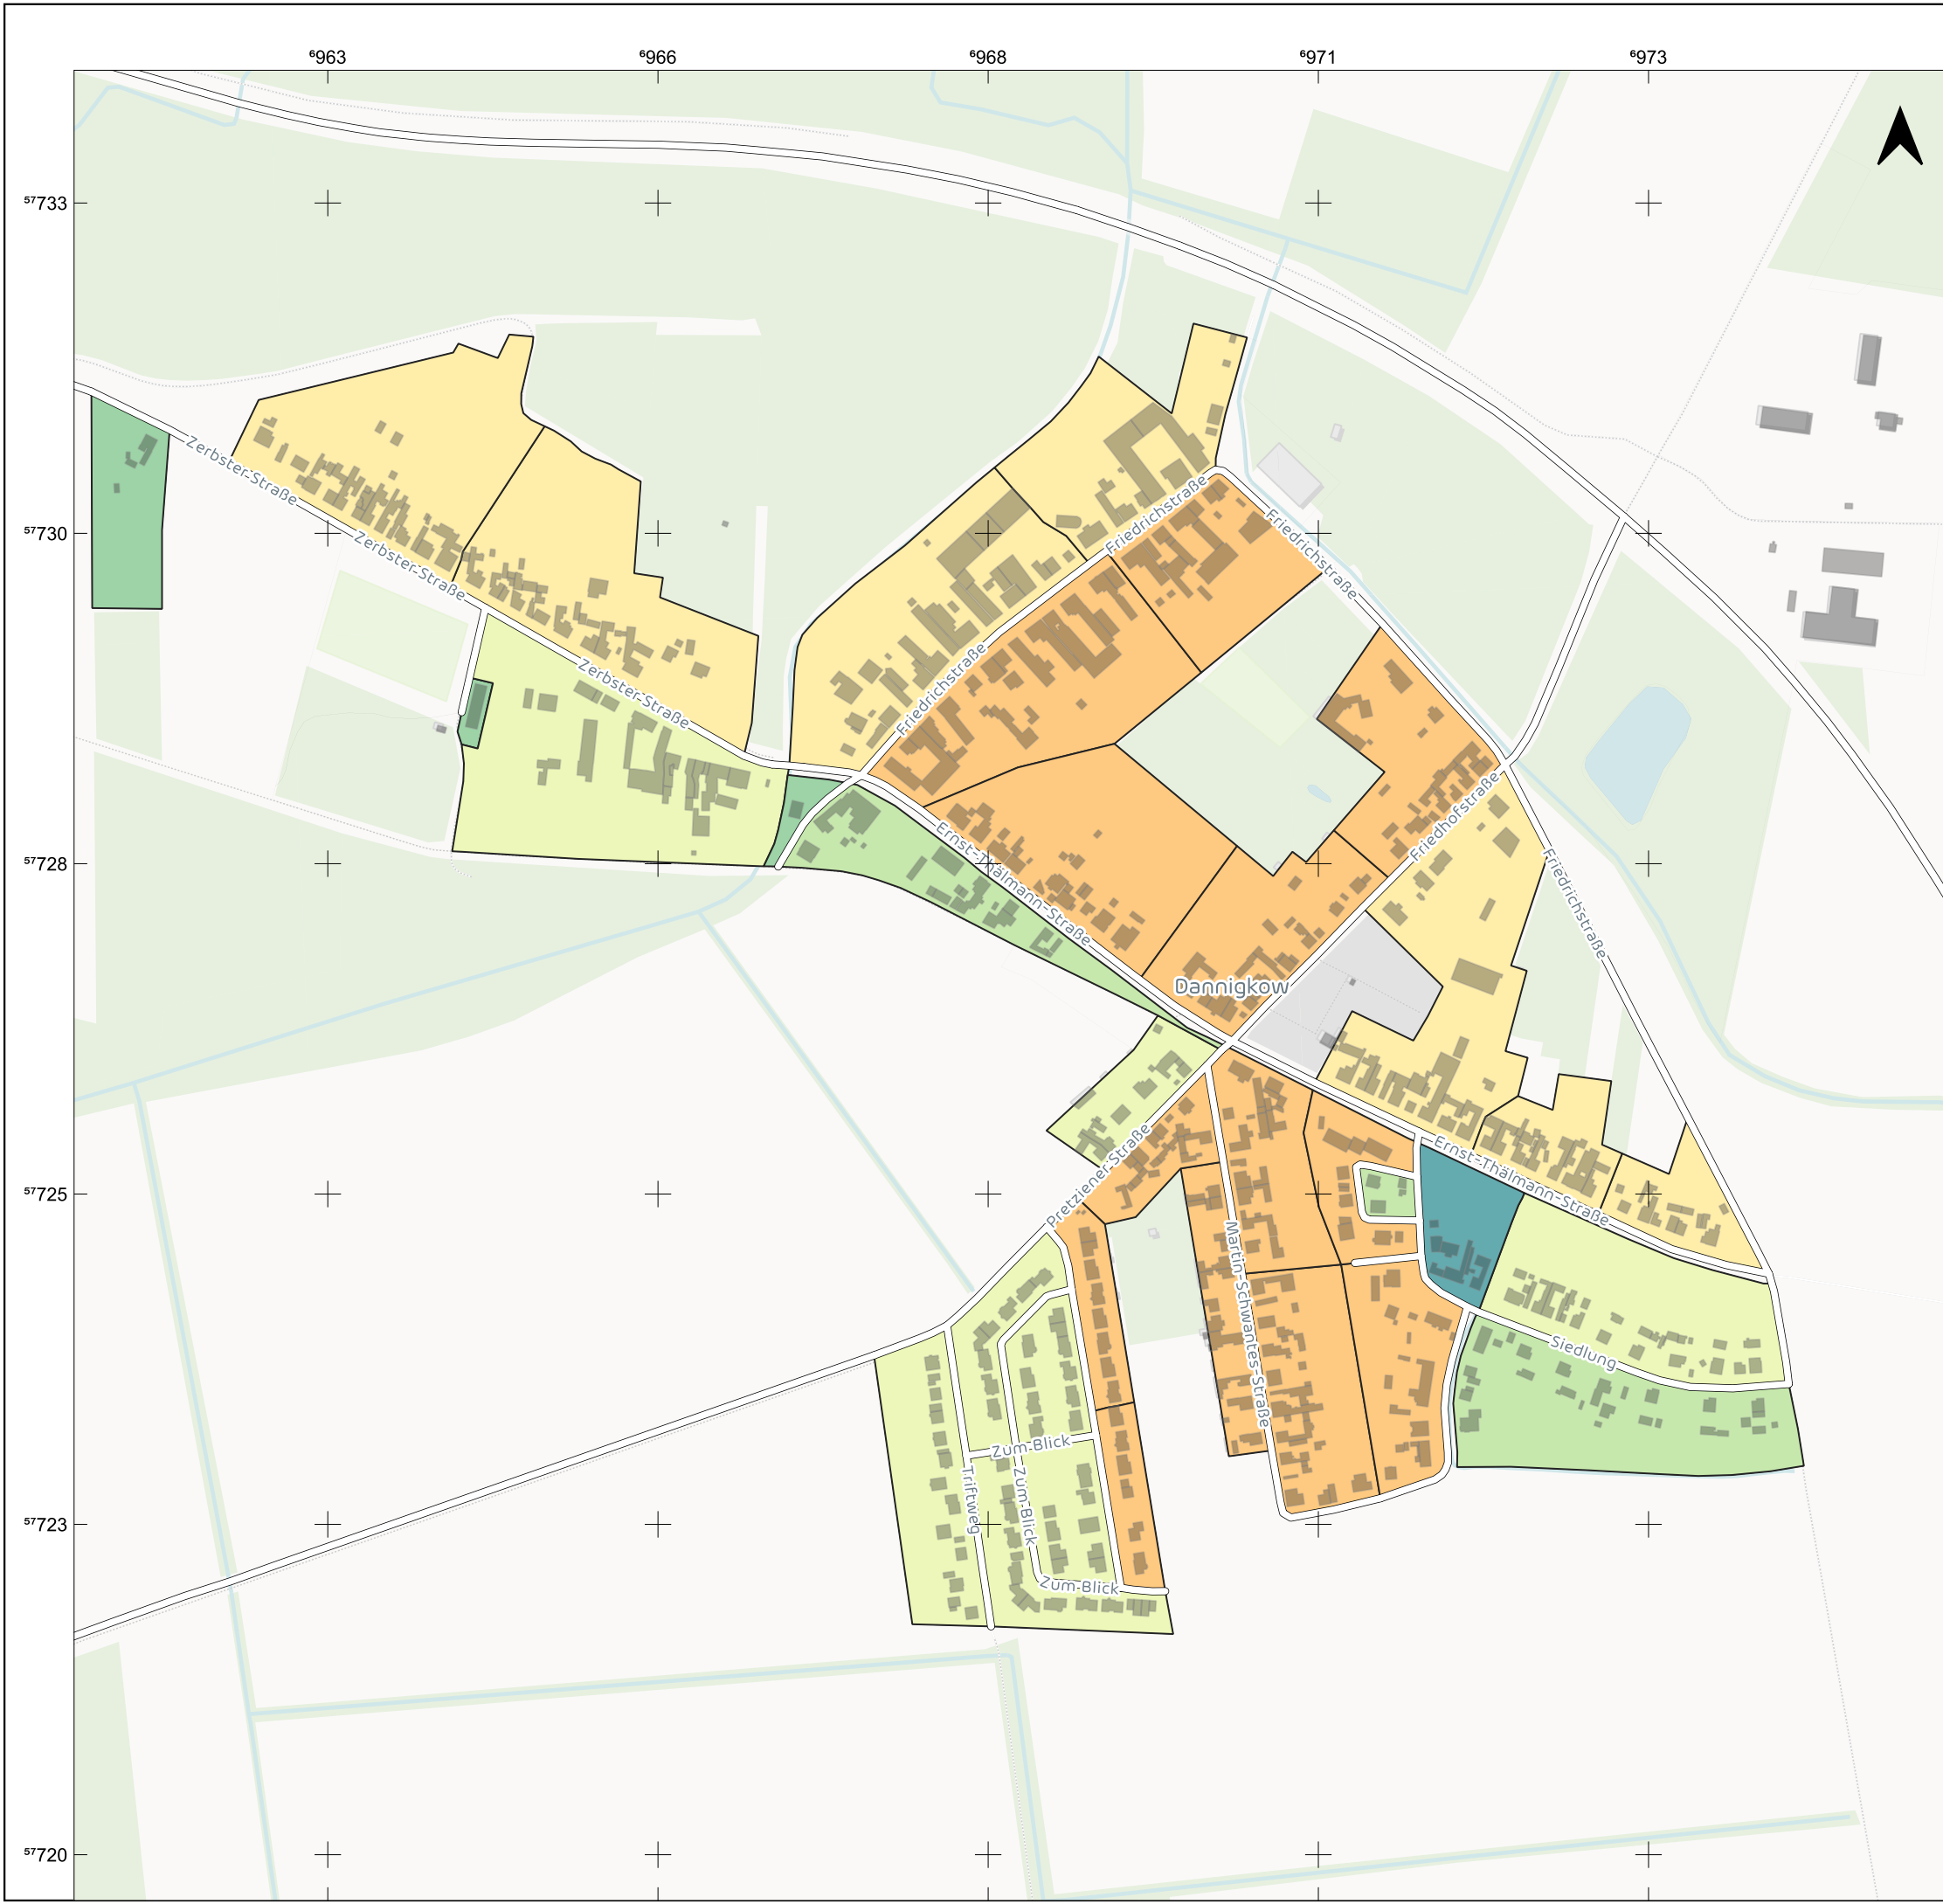 ⁶963 ⁶966 ⁶968 ⁶971 ⁶973
⁵⁷733
Zerbster-Straße
Friedrichstraße
Friedrichstraße
⁵⁷730
Zerbster-Straße
Zerbster-Straße
Friedrichstraße
Friedhofstraße
Ernst-Thälmann-Straße
⁵⁷728
Friedrichstraße
Dannigkow
Pretziener-Straße
Ernst-Thälmann-Straße
⁵⁷725
Martin-Schwantes-Straße
Siedlung
Zum-Blick
Triftweg
Zum-Blick
⁵⁷723
Zum-Blick
⁵⁷720